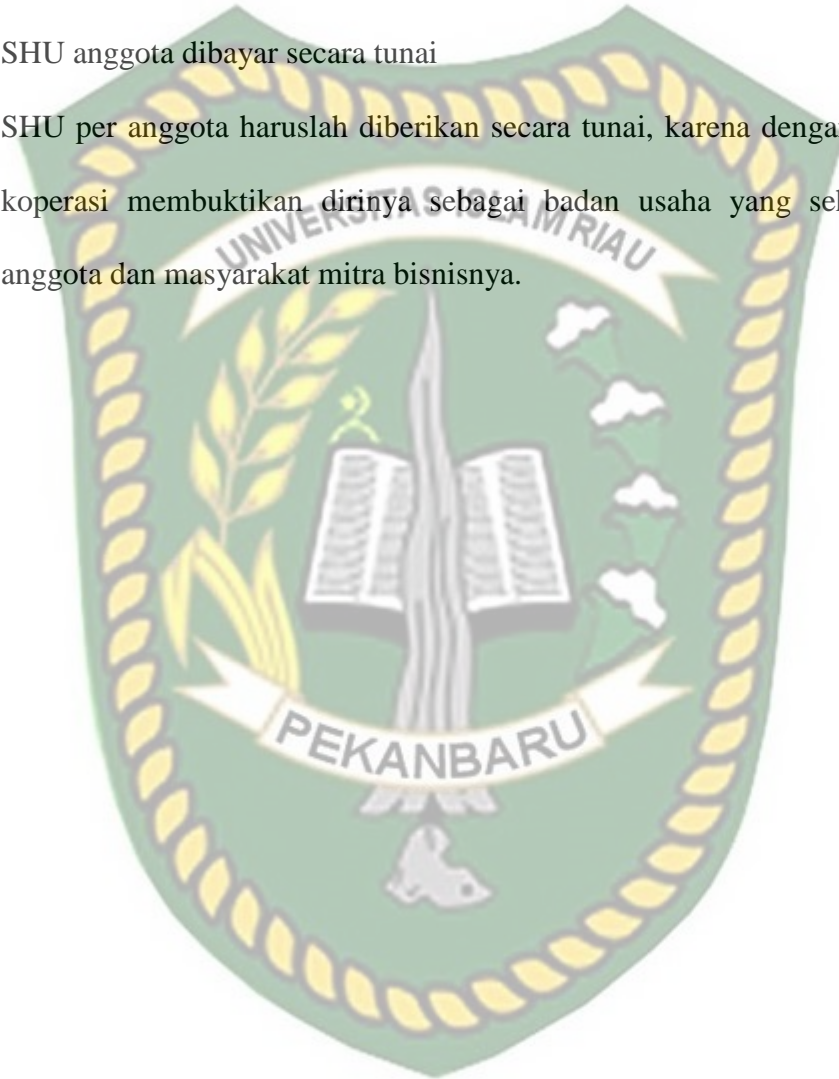 SHU anggota dibayar secara tunai
SHU per anggota haruslah diberikan secara tunai, karena
koperasi membuktikan dirinya sebagai badan usaha yang
anggota dan masyarakat mitra bisnisnya.
UNIVERSITAS ISLAM RIAU
PEKANBARU